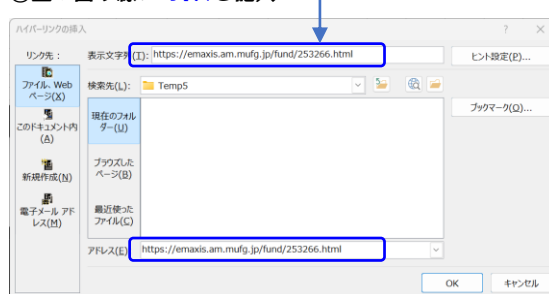 ハイパーリンクの挿入
? ×
リンク先:
表示文字列(T): https://emaxis.am.mufg.jp/fund/253266.html
ヒント設定(P)...
ファイル、Web
ページ(X)
検索先(L): Temp5
ブックマーク(O)...
このドキュメント内
(A)
現在のフォル
ダー(U)
新規作成(N)
ブラウズした
ページ(B)
電子メール アド
レス(M)
最近使った
ファイル(C)
アドレス(E): https://emaxis.am.mufg.jp/fund/253266.html
OK
キャンセル